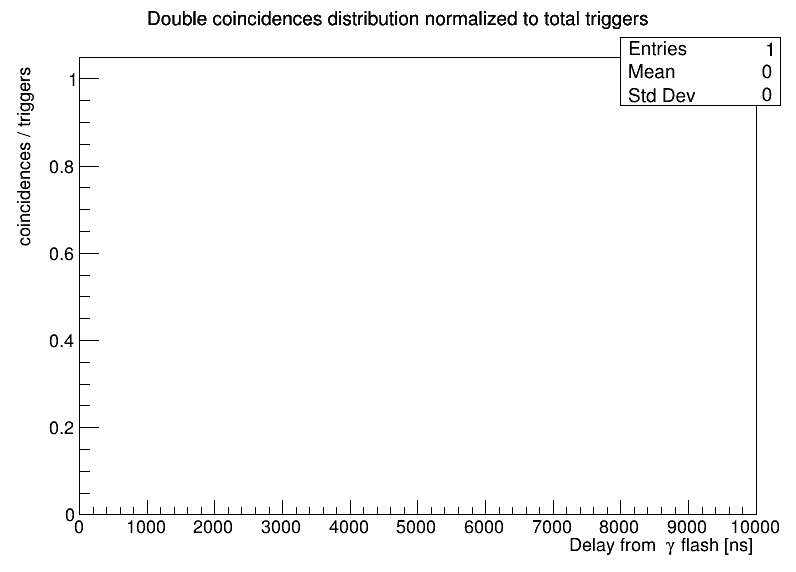 Double coincidences distribution normalized to total triggers
Entries 1
Mean 0
Std Dev 0
coincidences / triggers
1
0.8
0.6
0.4
0.2
0
0 1000 2000 3000 4000 5000 6000 7000 8000 9000 10000
Delay from γ flash [ns]